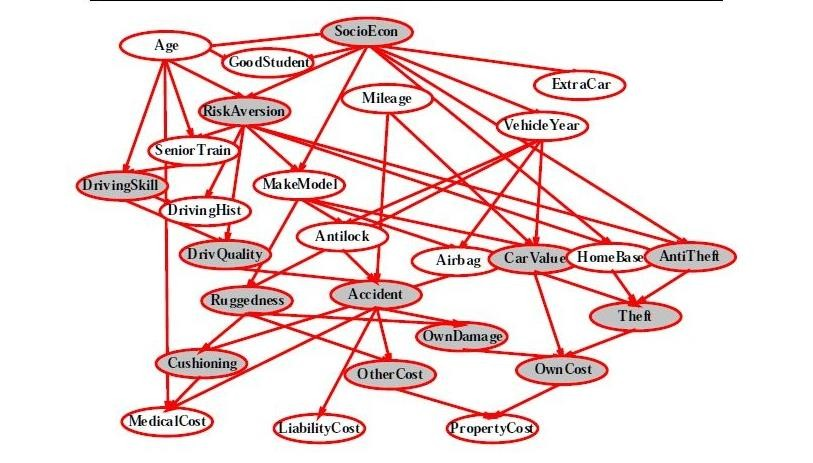 SocioEcon
Age
GoodStudent
ExtraCar
Mileage
RiskAversion
VehicleYear
SeniorTrain
DrivingSkill
MakeModel
DrivingHist
Antilock
DrivQuality
Airbag
CarValue
HomeBase
AntiTheft
Ruggedness
Accident
Theft
OwnDamage
Cushioning
OtherCost
OwnCost
MedicalCost
LiabilityCost
PropertyCost